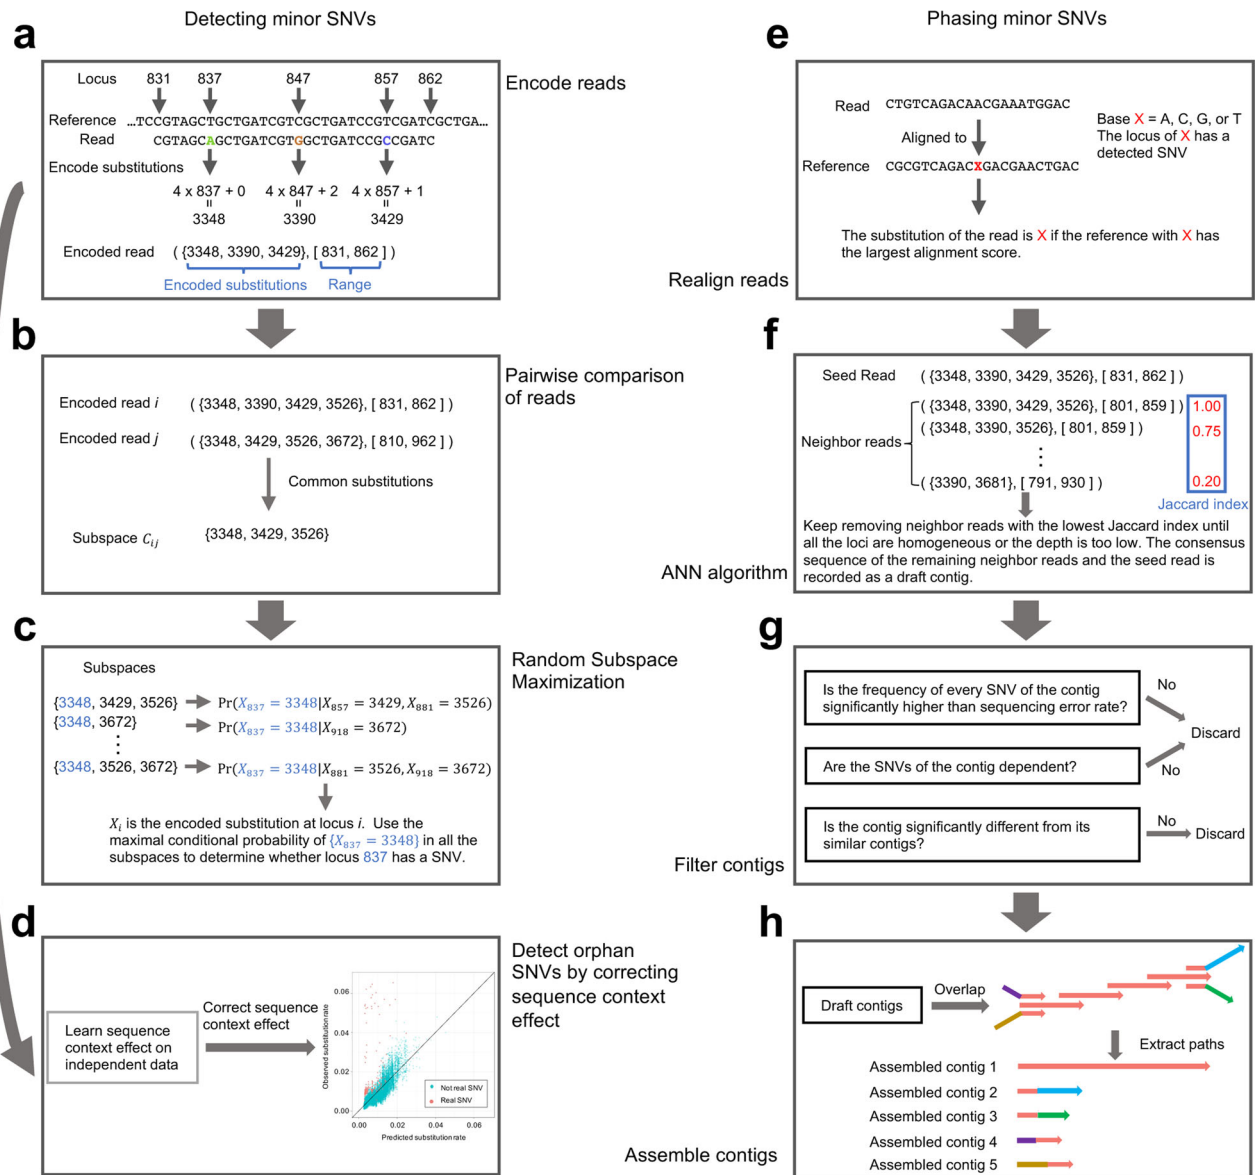 Detecting minor SNVs
a
Locus 831 837 847 857 862
Encode reads
Reference ...TCCGTAGCTGCTGATCGTCGCTGATCCGTCGATCGCTGA...
Read CGTAGCAGCTGATCGTGGCTGATCCGCCGATC
Encode substitutions
4 x 837 + 0 4 x 847 + 2 4 x 857 + 1
= = =
3348 3390 3429
Encoded read ( {3348, 3390, 3429}, [ 831, 862 ] )
Encoded substitutions Range
b
Pairwise comparison
of reads
Encoded read i ( {3348, 3390, 3429, 3526}, [ 831, 862 ] )
Encoded read j ( {3348, 3429, 3526, 3672}, [ 810, 962 ] )
Common substitutions
Subspace C_ij {3348, 3429, 3526}
c
Random Subspace
Maximization
Subspaces
{3348, 3429, 3526} Pr(X_837 = 3348|X_857 = 3429, X_881 = 3526)
{3348, 3672} Pr(X_837 = 3348|X_918 = 3672)
⋮
{3348, 3526, 3672} Pr(X_837 = 3348|X_881 = 3526, X_918 = 3672)
X_i is the encoded substitution at locus i. Use the
maximal conditional probability of {X_837 = 3348} in all the
subspaces to determine whether locus 837 has a SNV.
d
Detect orphan
SNVs by correcting
sequence context
effect
Learn sequence
context effect on
independent data
Correct sequence
context effect
Observed substitution rate
0.06
0.04
0.02
0.00
Not real SNV
Real SNV
0.00 0.02 0.04 0.06
Predicted substitution rate
Phasing minor SNVs
e
Read CTGTCAGACAACGAAATGGAC
Aligned to
Reference CGCGTCAGACXGACGAACTGAC
Base X = A, C, G, or T
The locus of X has a
detected SNV
The substitution of the read is X if the reference with X has
the largest alignment score.
Realign reads
f
Seed Read ( {3348, 3390, 3429, 3526}, [ 831, 862 ] )
( {3348, 3390, 3429, 3526}, [ 801, 859 ] ) 1.00
Neighbor reads ( {3348, 3390, 3526}, [ 801, 859 ] ) 0.75
⋮
( {3390, 3681}, [ 791, 930 ] ) 0.20
Jaccard index
Keep removing neighbor reads with the lowest Jaccard index until
all the loci are homogeneous or the depth is too low. The consensus
sequence of the remaining neighbor reads and the seed read is
recorded as a draft contig.
ANN algorithm
g
Is the frequency of every SNV of the contig
significantly higher than sequencing error rate?
No
Discard
Are the SNVs of the contig dependent?
No
Is the contig significantly different from its
similar contigs?
No
Discard
Filter contigs
h
Draft contigs
Overlap
Extract paths
Assembled contig 1
Assembled contig 2
Assembled contig 3
Assembled contig 4
Assembled contig 5
Assemble contigs